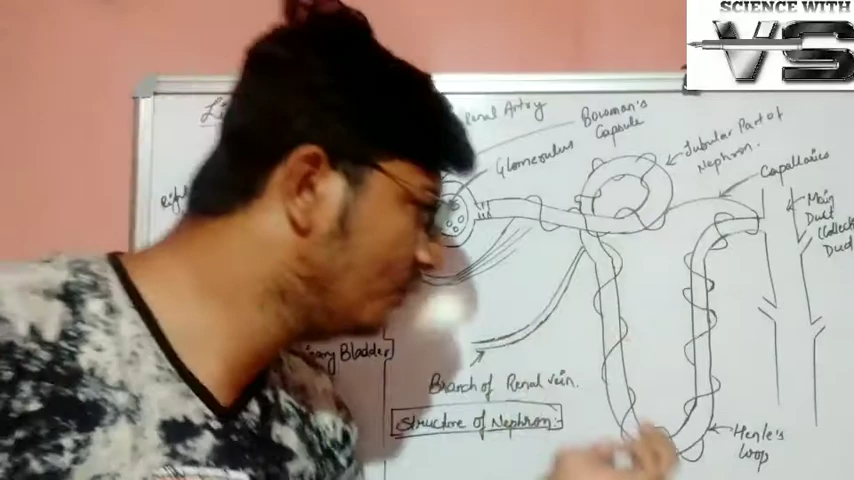 SCIENCE WITH
VS
Renal Artry
Bowman's
Capsule
Glomerulus
Tubular Part of
Nephron.
Capallaries
Main
Duct
(Collect
Duct
Bladder
Branch of Renal vein.
Structure of Nephron:-
Henle's
loop